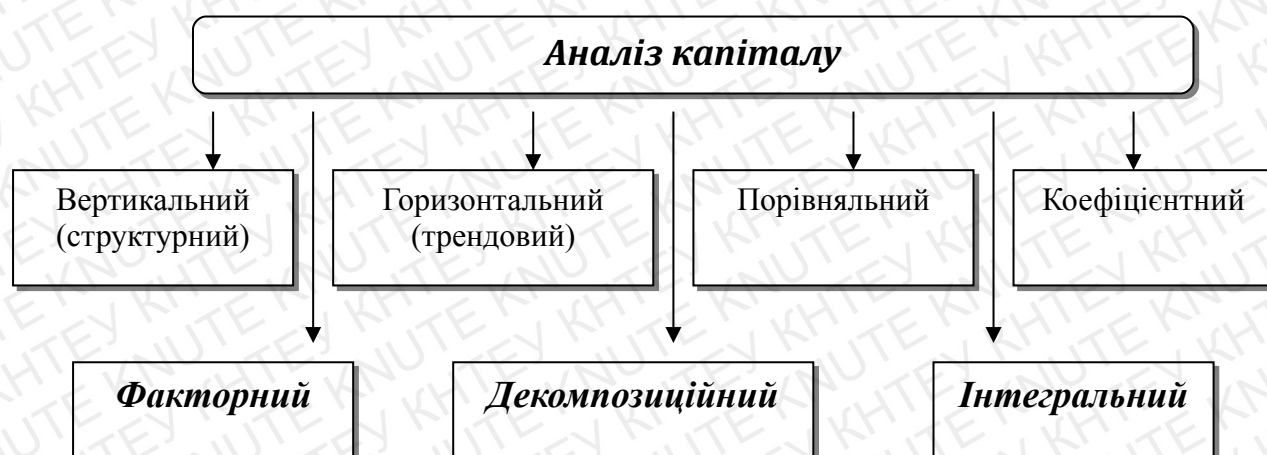 Аналіз капіталу
Вертикальний
(структурний)
Горизонтальний
(трендовий)
Порівняльний
Коефіцієнтний
Факторний
Декомпозиційний
Інтегральний